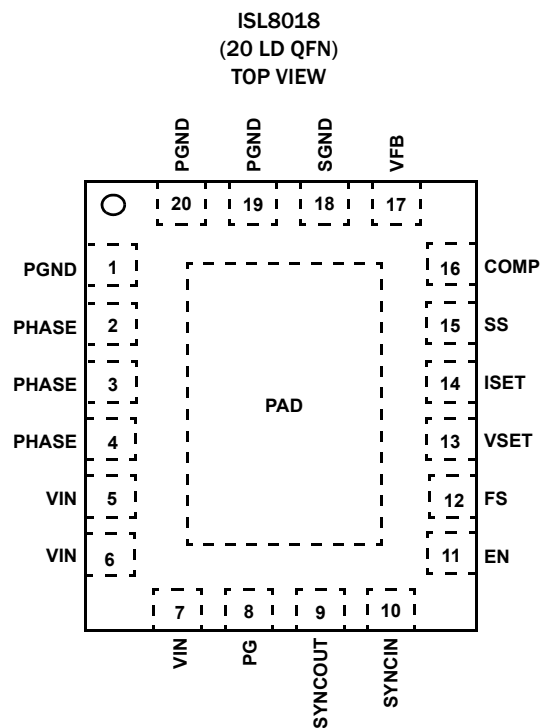 ISL8018
(20 LD QFN)
TOP VIEW
PGND
PGND
SGND
VFB
20
19
18
17
PGND 1
16 COMP
PHASE 2
15 SS
PHASE 3
14 ISET
PAD
PHASE 4
13 VSET
VIN 5
12 FS
VIN 6
11 EN
7
8
9
10
VIN
PG
SYNCOUT
SYNCIN